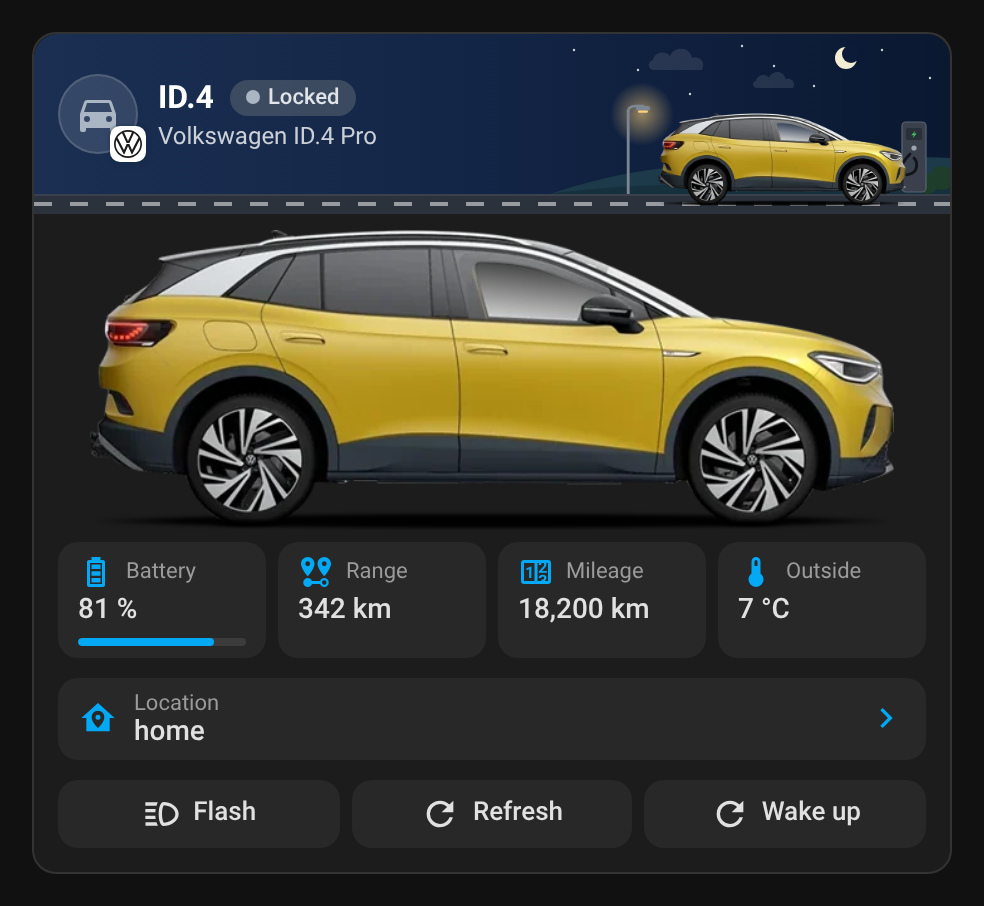 ID.4
Locked
Volkswagen ID.4 Pro
Battery
81 %
Range
342 km
Mileage
18,200 km
Outside
7 °C
Location
home
Flash
Refresh
Wake up